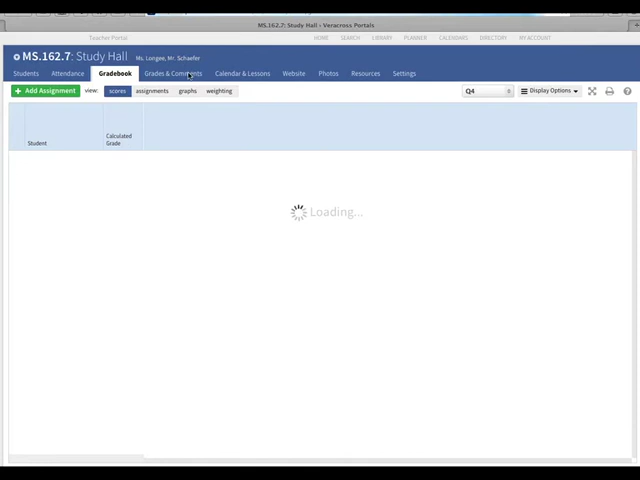 MS.162.7: Study Hall - Veracross Portals
Teacher Portal HOME SEARCH LIBRARY PLANNER CALENDARS DIRECTORY MY ACCOUNT
MS.162.7: Study Hall Ms. Longee, Mr. Schaefer
Students Attendance Gradebook Grades & Comments Calendar & Lessons Website Photos Resources Settings
+ Add Assignment view: scores assignments graphs weighting Q4 Display Options ?
Calculated
Student Grade
Loading...